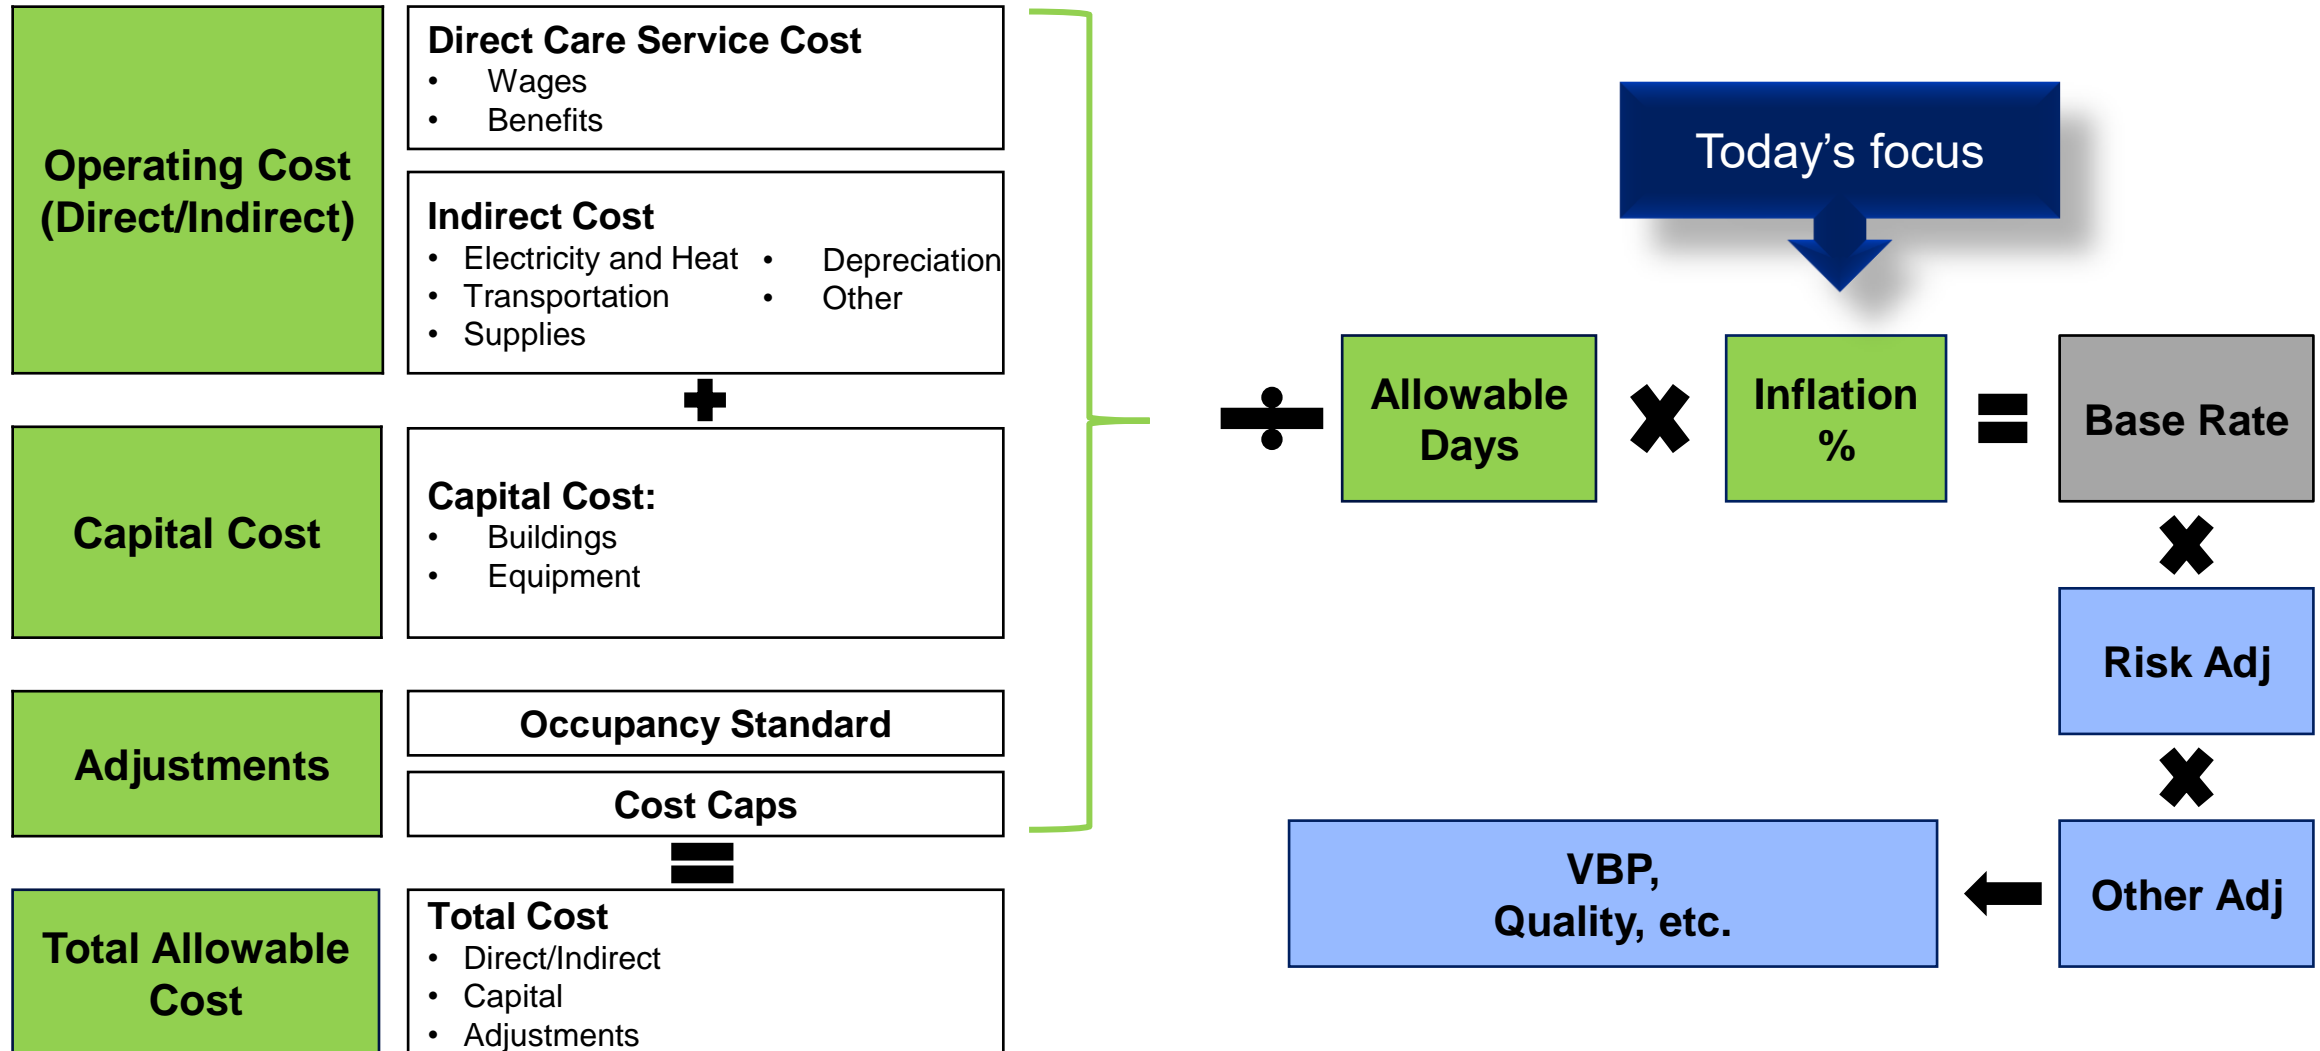 Operating Cost
(Direct/Indirect)
Direct Care Service Cost
• Wages
• Benefits
Indirect Cost
• Electricity and Heat
• Transportation
• Supplies
• Depreciation
• Other
Capital Cost
Capital Cost:
• Buildings
• Equipment
Adjustments
Occupancy Standard
Cost Caps
Total Allowable
Cost
Total Cost
• Direct/Indirect
• Capital
• Adjustments
Today’s focus
Allowable
Days
Inflation
%
Base Rate
Risk Adj
Other Adj
VBP,
Quality, etc.